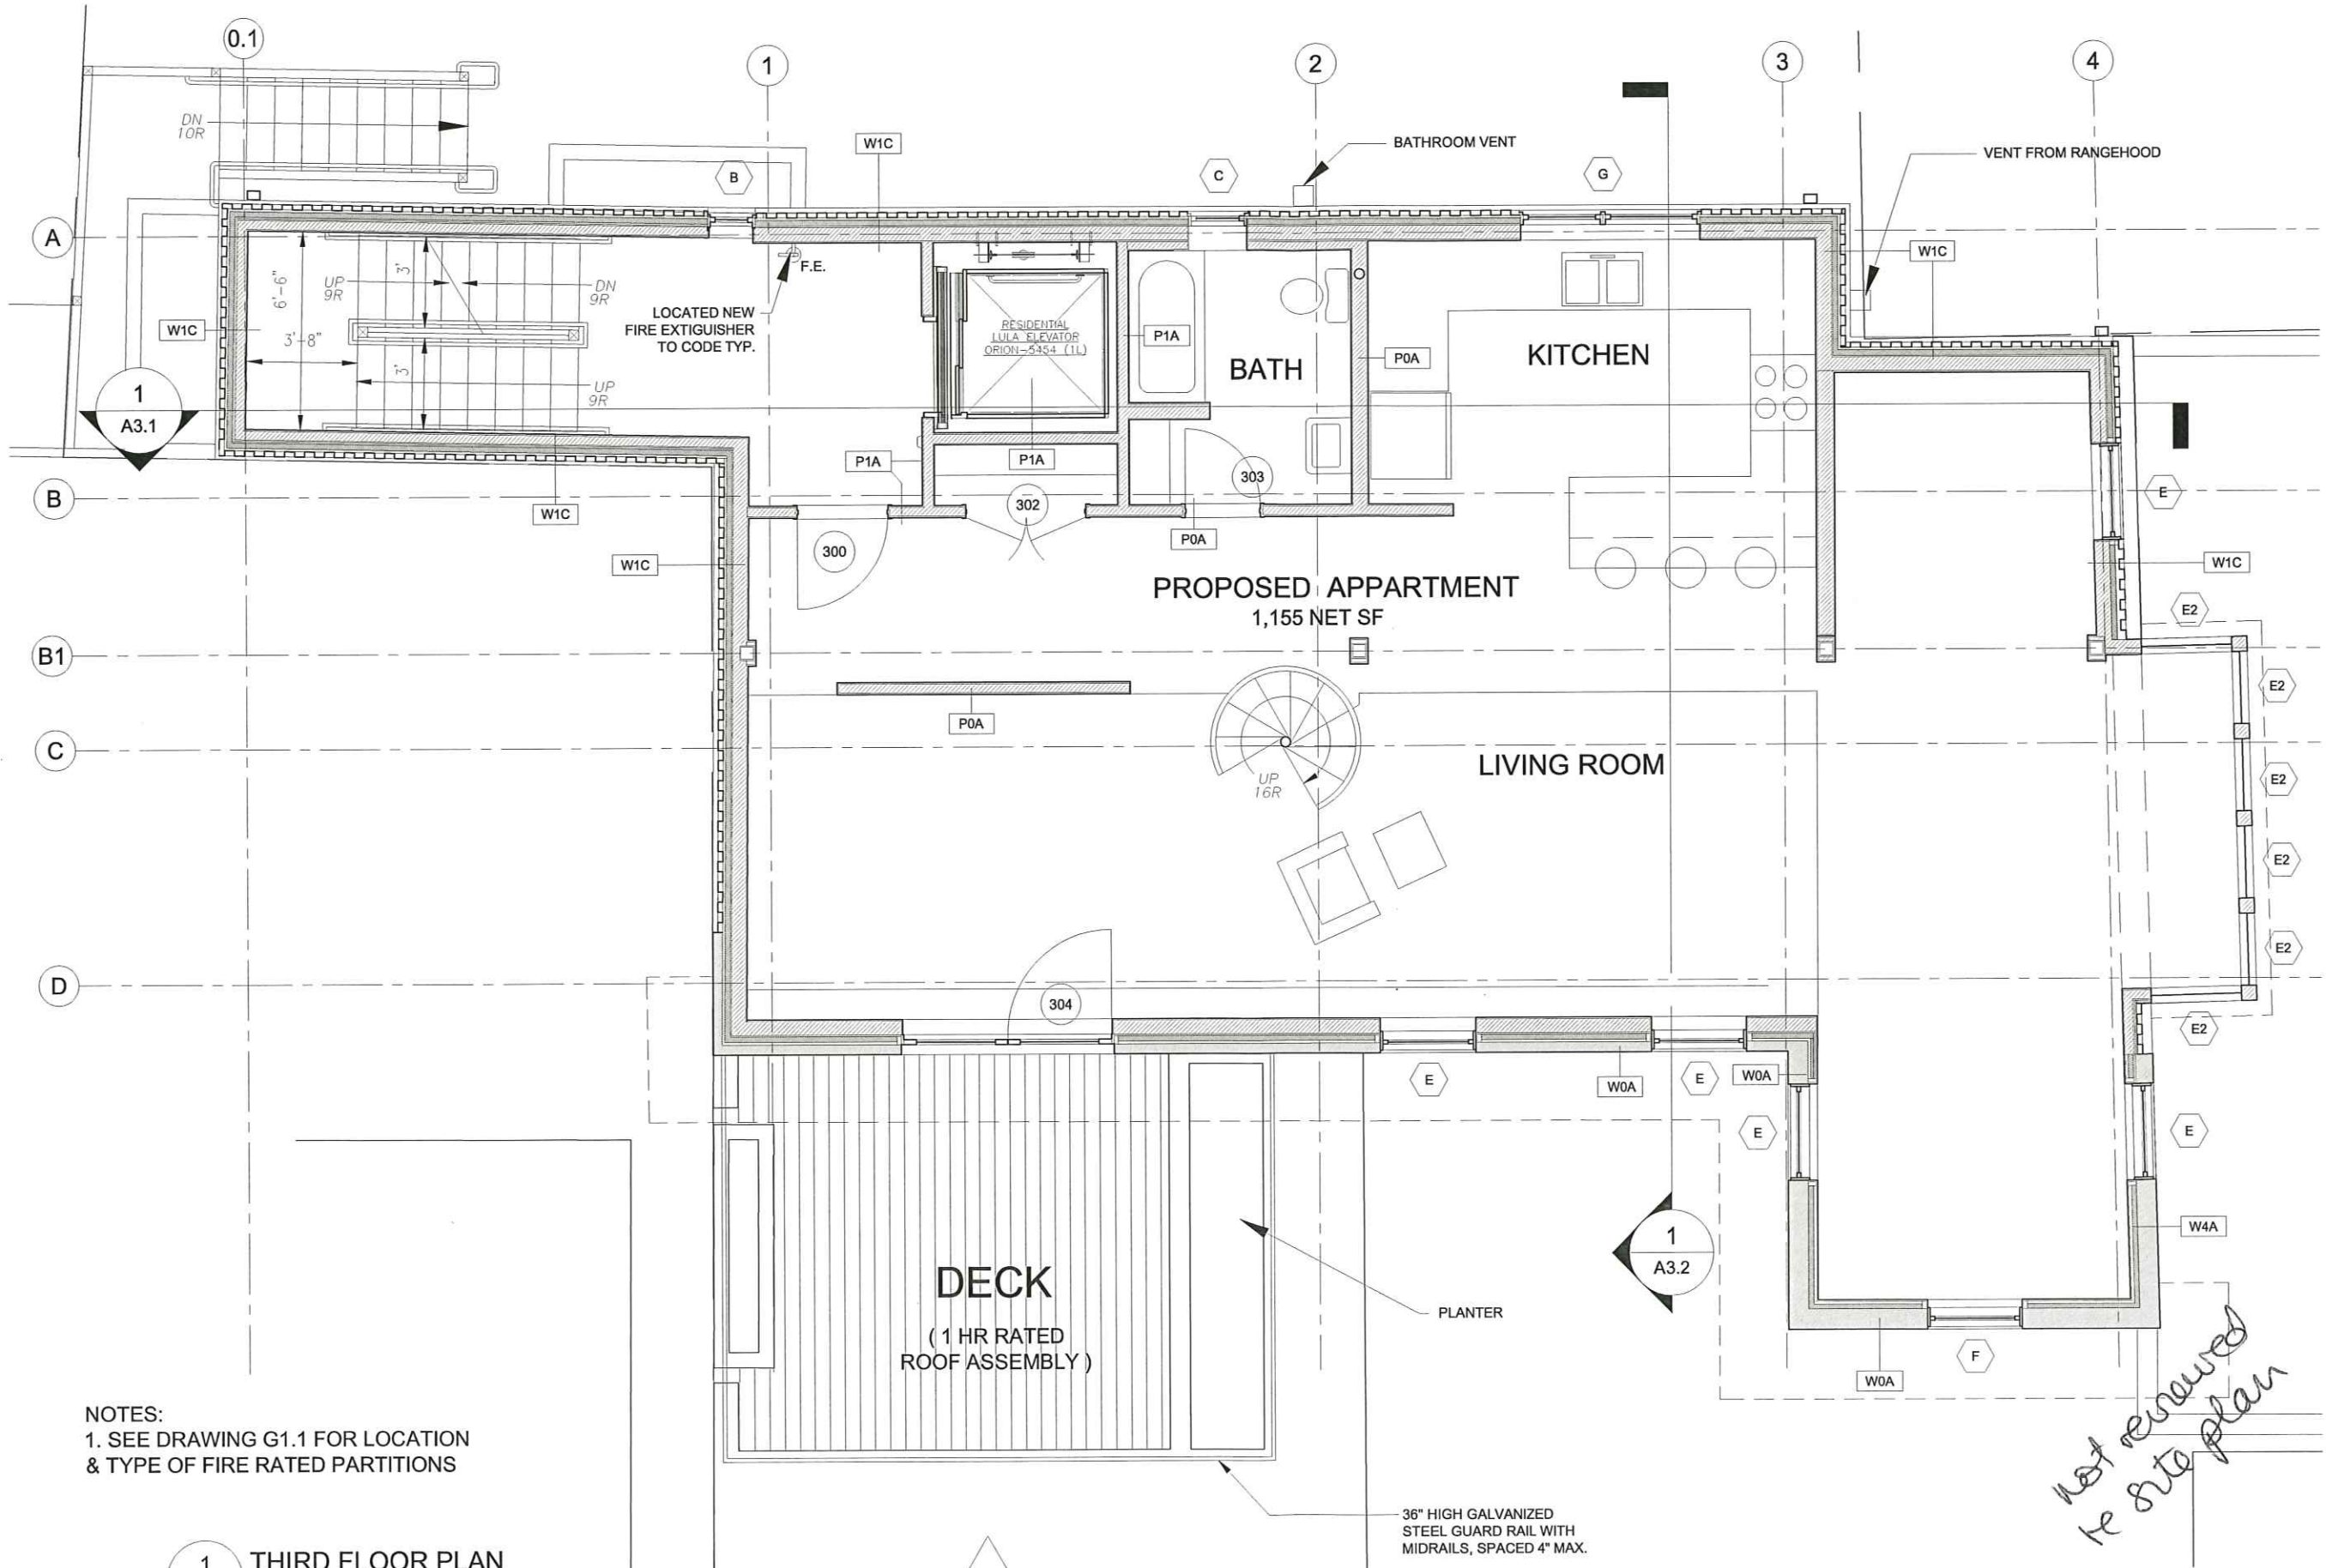 0.1
1
2
3
4
DN
10R
W1C
BATHROOM VENT
VENT FROM RANGEHOOD
B
C
G
A
F.E.
W1C
6'-6"
3'
UP
9R
DN
9R
LOCATED NEW
FIRE EXTIGUISHER
TO CODE TYP.
W1C
3'-8"
RESIDENTIAL
LULA ELEVATOR
ORION-5454 (1L)
P1A
BATH
P0A
KITCHEN
3'
UP
9R
1
A3.1
P1A
P1A
303
B
302
E
W1C
P0A
300
W1C
W1C
PROPOSED APPARTMENT
1,155 NET SF
E2
B1
E2
P0A
C
LIVING ROOM
UP
16R
E2
E2
E2
D
304
E2
E
W0A
E
W0A
E
E
1
A3.2
W4A
DECK
( 1 HR RATED
ROOF ASSEMBLY )
PLANTER
F
W0A
NOTES:
1. SEE DRAWING G1.1 FOR LOCATION
& TYPE OF FIRE RATED PARTITIONS
not reviewed
re site plan
36" HIGH GALVANIZED
STEEL GUARD RAIL WITH
MIDRAILS, SPACED 4" MAX.
1
THIRD FLOOR PLAN